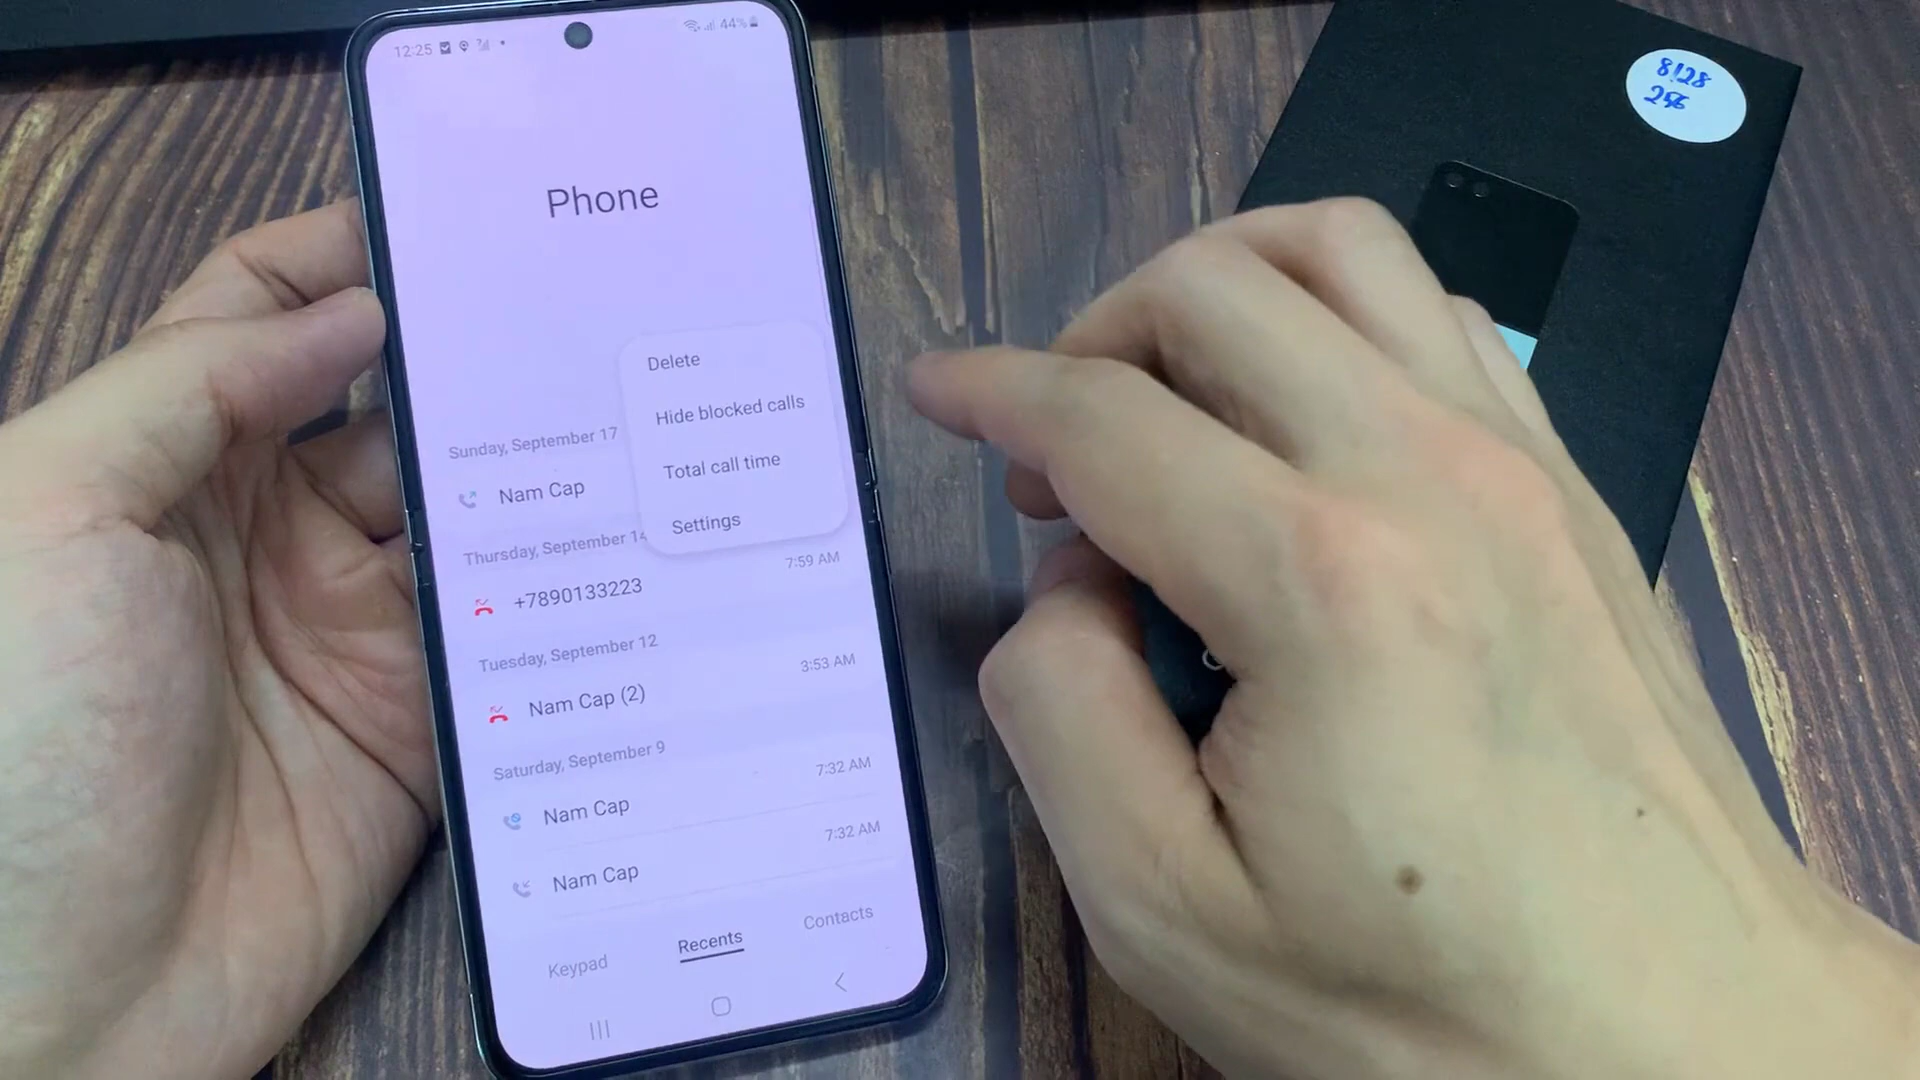 12:25
44%
Phone
Delete
Hide blocked calls
Total call time
Settings
Sunday, September 17
Nam Cap
Thursday, September 14
+7890133223
7:59 AM
Tuesday, September 12
Nam Cap (2)
3:53 AM
Saturday, September 9
Nam Cap
7:32 AM
Nam Cap
7:32 AM
Keypad
Recents
Contacts
8128
256